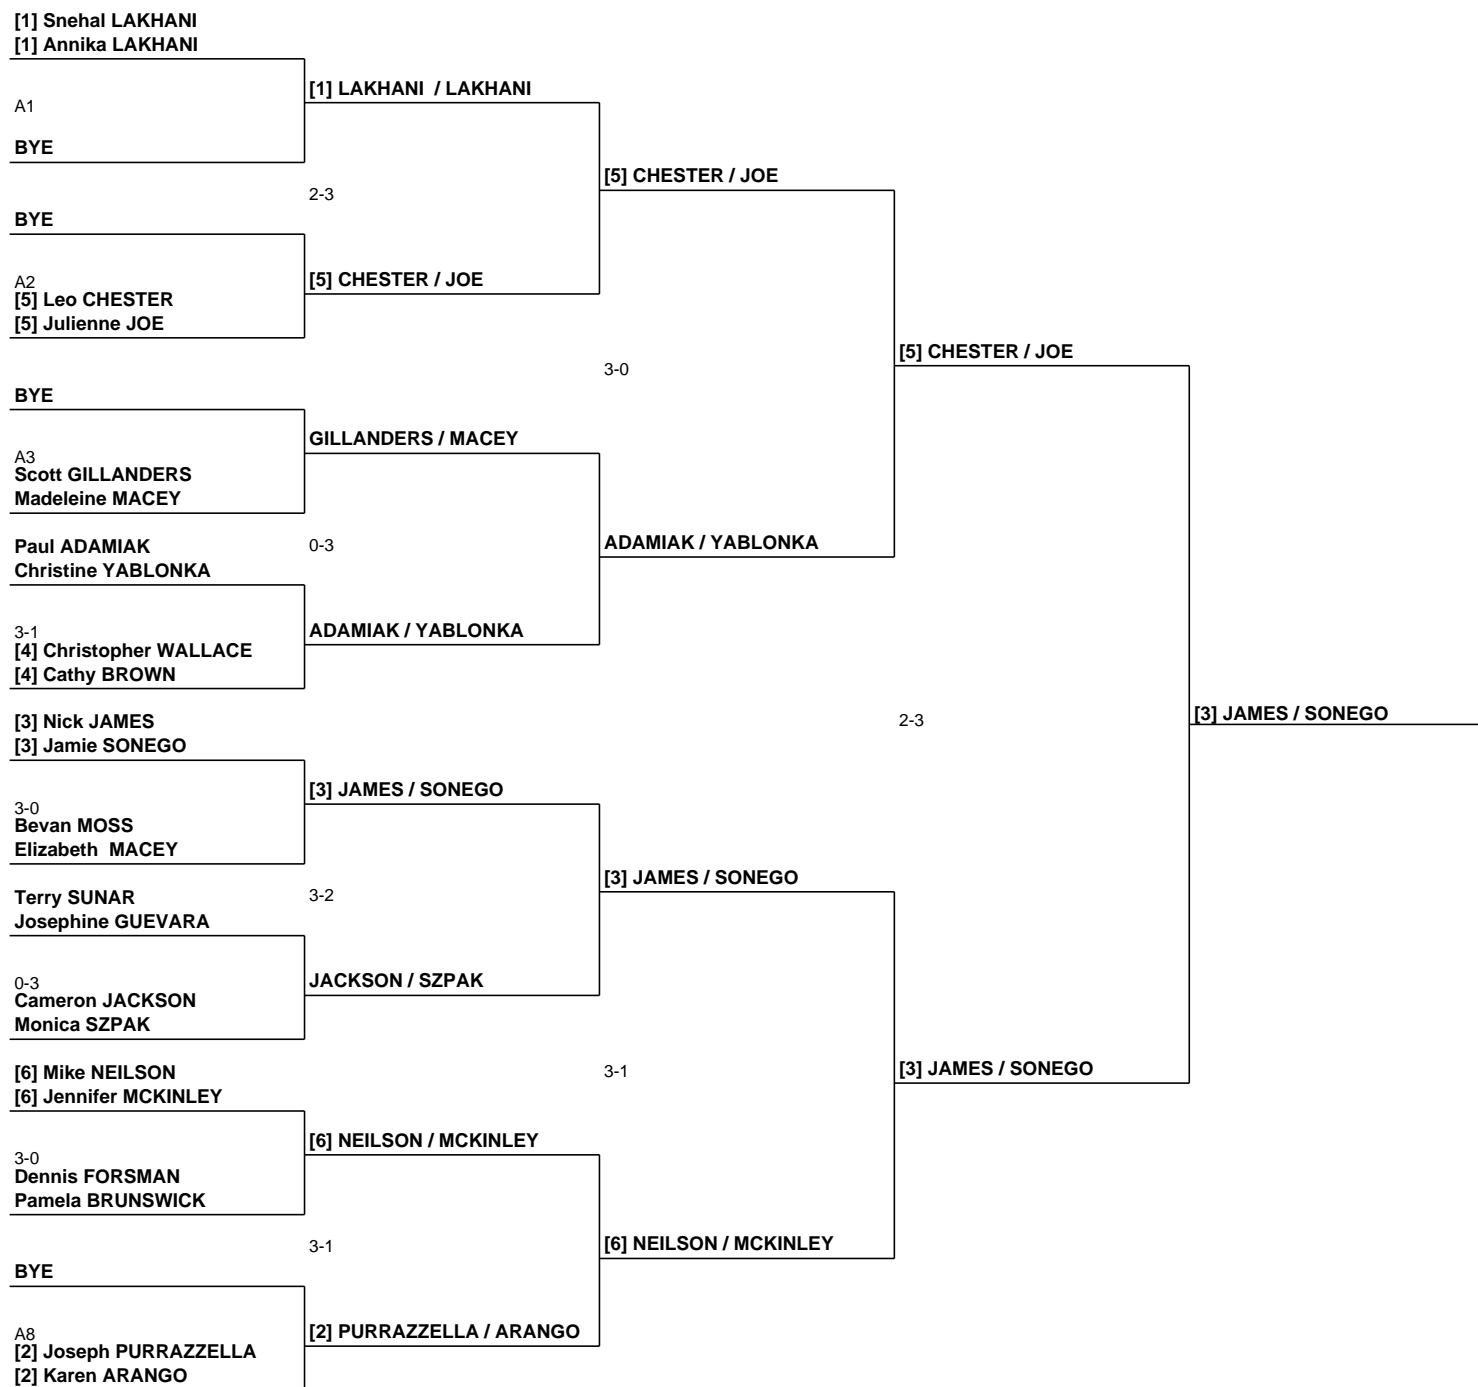 [1] Snehal LAKHANI
[1] Annika LAKHANI
[1] LAKHANI  / LAKHANI
A1
BYE
[5] CHESTER / JOE
2-3
BYE
A2
[5] CHESTER / JOE
[5] Leo CHESTER
[5] Julienne JOE
[5] CHESTER / JOE
3-0
BYE
GILLANDERS / MACEY
A3
Scott GILLANDERS
Madeleine MACEY
Paul ADAMIAK
0-3
ADAMIAK / YABLONKA
Christine YABLONKA
3-1
ADAMIAK / YABLONKA
[4] Christopher WALLACE
[4] Cathy BROWN
[3] Nick JAMES
2-3
[3] JAMES / SONEGO
[3] Jamie SONEGO
[3] JAMES / SONEGO
3-0
Bevan MOSS
Elizabeth  MACEY
[3] JAMES / SONEGO
Terry SUNAR
3-2
Josephine GUEVARA
0-3
JACKSON / SZPAK
Cameron JACKSON
Monica SZPAK
[6] Mike NEILSON
3-1
[3] JAMES / SONEGO
[6] Jennifer MCKINLEY
[6] NEILSON / MCKINLEY
3-0
Dennis FORSMAN
Pamela BRUNSWICK
3-1
[6] NEILSON / MCKINLEY
BYE
A8
[2] PURRAZZELLA / ARANGO
[2] Joseph PURRAZZELLA
[2] Karen ARANGO